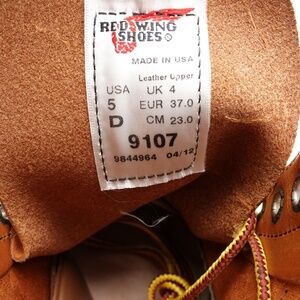 RED WING
SHOES®
MADE IN USA
Leather Upper
USA UK 4
5 EUR 37.0
D CM 23.0
9107
9844964 04/12